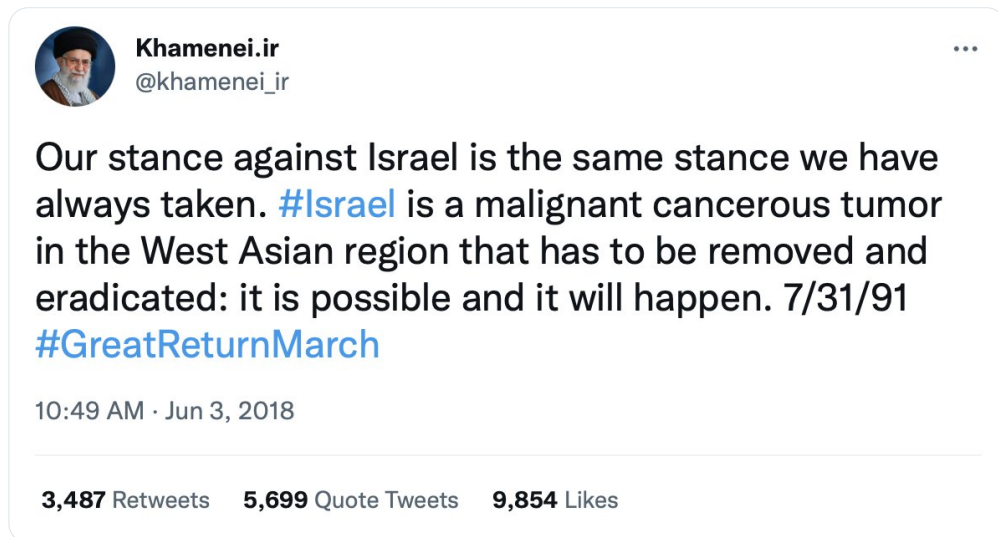 Khamenei.ir
@khamenei_ir
Our stance against Israel is the same stance we have
always taken. #Israel is a malignant cancerous tumor
in the West Asian region that has to be removed and
eradicated: it is possible and it will happen. 7/31/91
#GreatReturnMarch
10:49 AM · Jun 3, 2018
3,487 Retweets 5,699 Quote Tweets 9,854 Likes